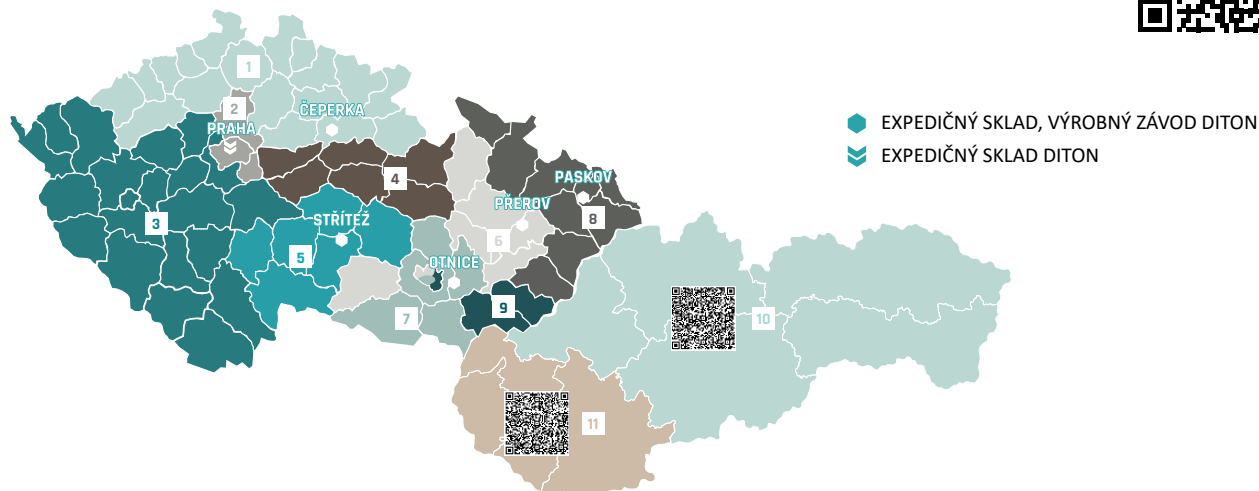 1
2
ČEPERKA
PRAHA
EXPEDIČNÝ SKLAD, VÝROBNÝ ZÁVOD DITON
EXPEDIČNÝ SKLAD DITON
4
PASKOV
PŘEROV
8
3
STŘÍTEŽ
6
5
OTNICE
9
7
10
11